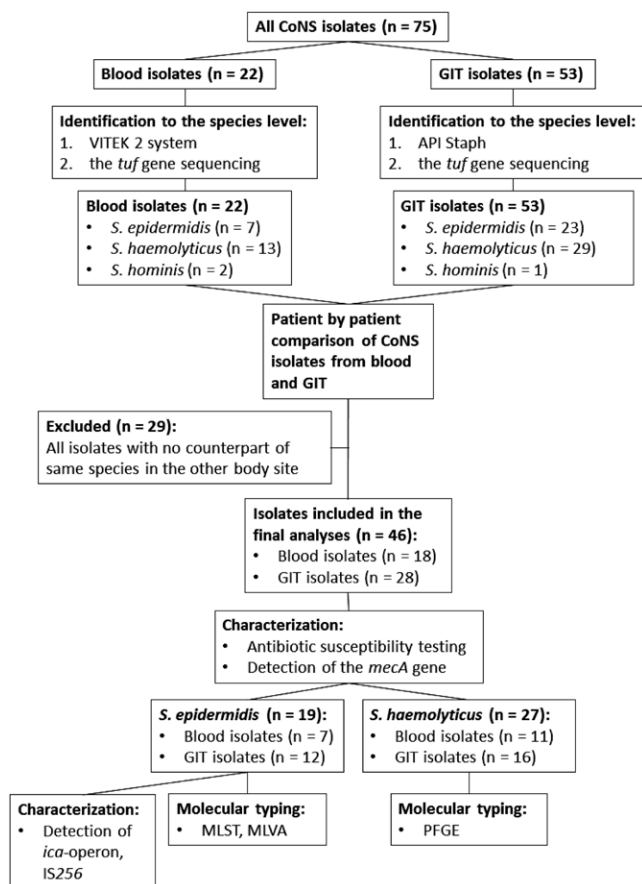 All CoNS isolates (n = 75)
Blood isolates (n = 22)
GIT isolates (n = 53)
Identification to the species level:
1. VITEK 2 system
2. the tuf gene sequencing
Identification to the species level:
1. API Staph
2. the tuf gene sequencing
Blood isolates (n = 22)
• S. epidermidis (n = 7)
• S. haemolyticus (n = 13)
• S. hominis (n = 2)
GIT isolates (n = 53)
• S. epidermidis (n = 23)
• S. haemolyticus (n = 29)
• S. hominis (n = 1)
Patient by patient
comparison of CoNS
isolates from blood
and GIT
Excluded (n = 29):
All isolates with no counterpart of
same species in the other body site
Isolates included in the
final analyses (n = 46):
• Blood isolates (n = 18)
• GIT isolates (n = 28)
Characterization:
• Antibiotic susceptibility testing
• Detection of the mecA gene
S. epidermidis (n = 19):
• Blood isolates (n = 7)
• GIT isolates (n = 12)
S. haemolyticus (n = 27):
• Blood isolates (n = 11)
• GIT isolates (n = 16)
Characterization:
• Detection of
ica-operon,
IS256
Molecular typing:
• MLST, MLVA
Molecular typing:
• PFGE